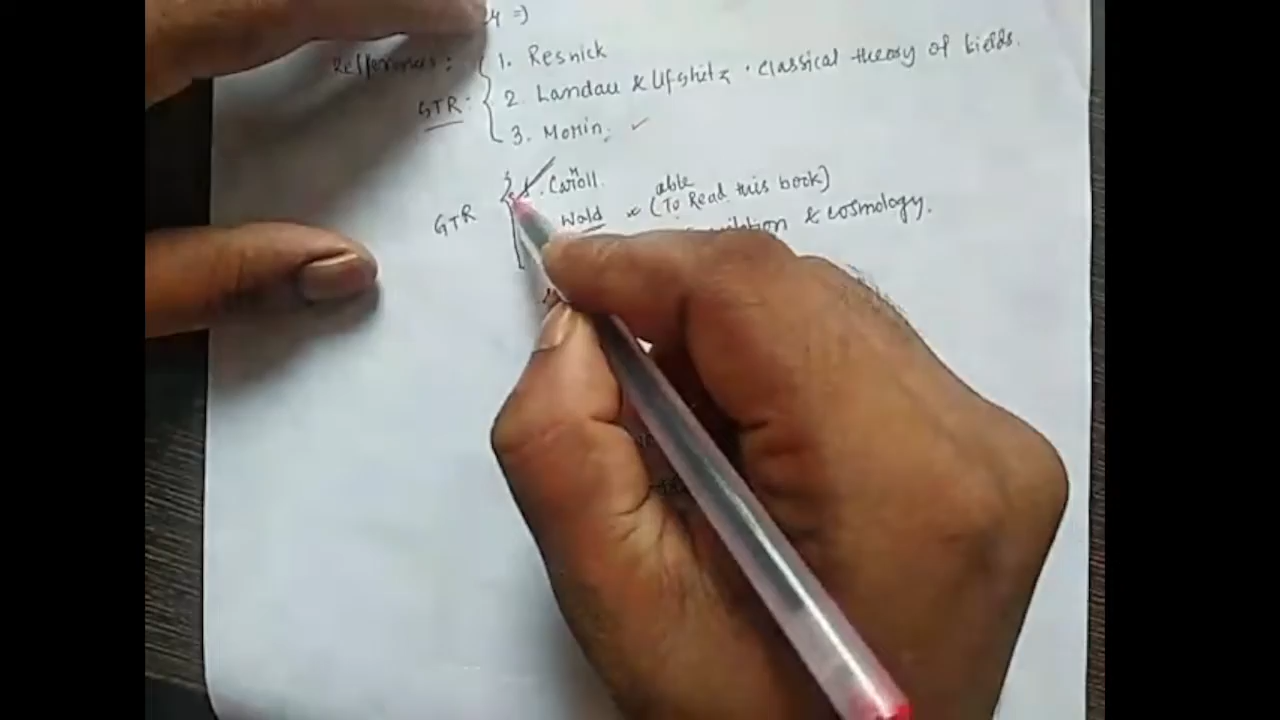 4 =)
References:
1. Resnick
GTR:
2. Landau & Lifshitz. Classical theory of fields.
3. Morin.
GTR
Caroll.
Wald (To able Read this book)
& cosmology.